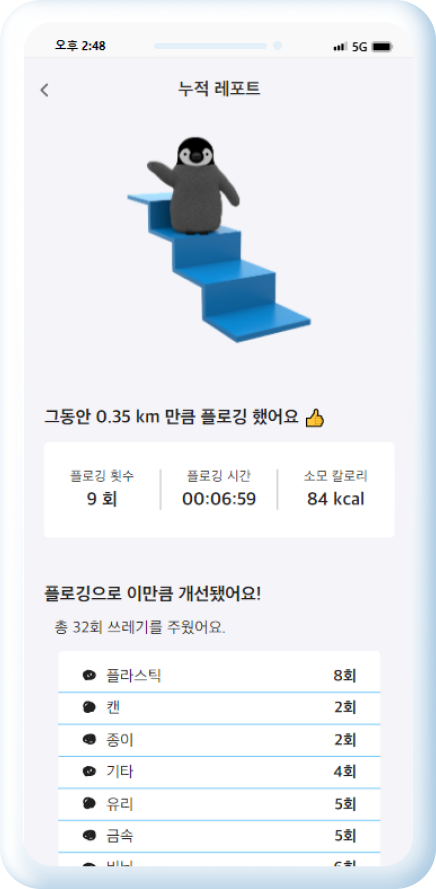 오후 2:48
5G
누적 레포트
그동안 0.35 km 만큼 플로깅 했어요 👍
플로깅 횟수 플로깅 시간 소모 칼로리
9 회 00:06:59 84 kcal
플로깅으로 이만큼 개선됐어요!
총 32회 쓰레기를 주웠어요.
플라스틱 8회
캔 2회
종이 2회
기타 4회
유리 5회
금속 5회